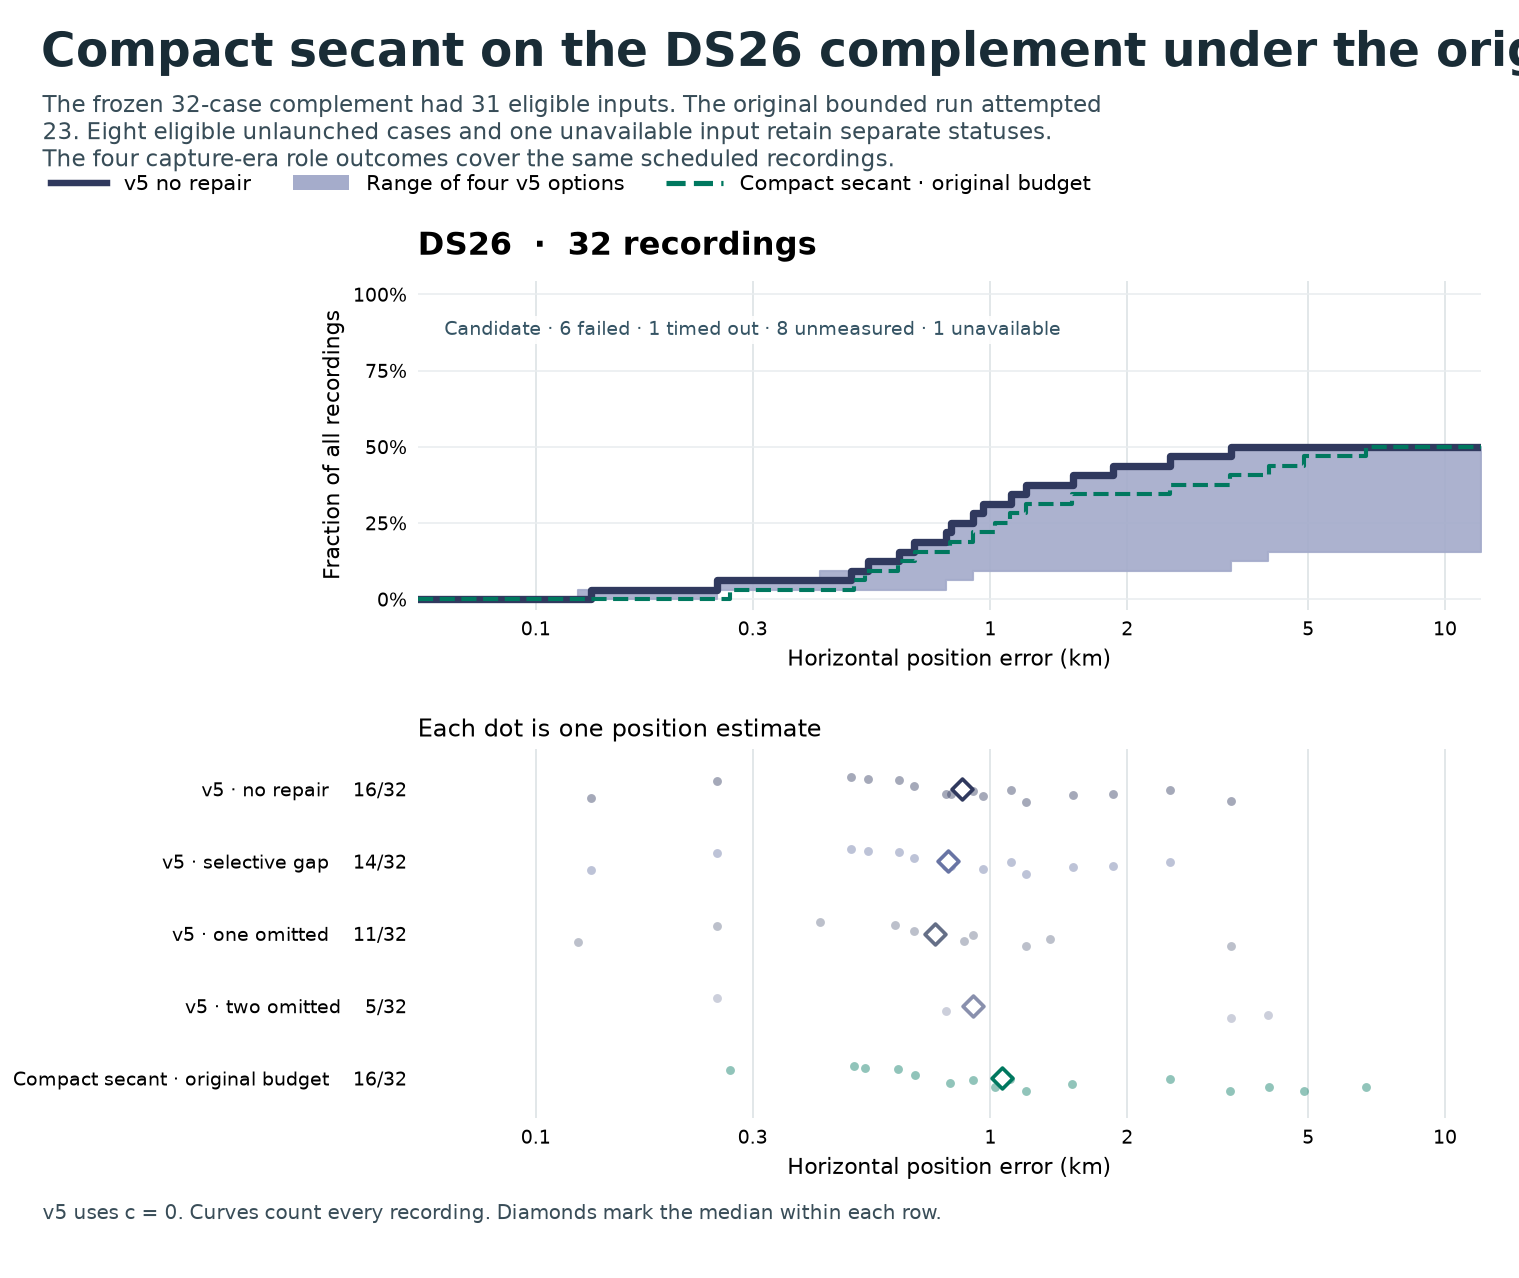 Compact secant on the DS26 complement under the orig
The frozen 32-case complement had 31 eligible inputs. The original bounded run attempted
23. Eight eligible unlaunched cases and one unavailable input retain separate statuses.
The four capture-era role outcomes cover the same scheduled recordings.
v5 no repair
Range of four v5 options
Compact secant · original budget
DS26 · 32 recordings
Fraction of all recordings
100%
Candidate · 6 failed · 1 timed out · 8 unmeasured · 1 unavailable
75%
50%
25%
0%
0.1 0.3 1 2 5 10
Horizontal position error (km)
Each dot is one position estimate
v5 · no repair 16/32
v5 · selective gap 14/32
v5 · one omitted 11/32
v5 · two omitted 5/32
Compact secant · original budget 16/32
0.1 0.3 1 2 5 10
Horizontal position error (km)
v5 uses c = 0. Curves count every recording. Diamonds mark the median within each row.